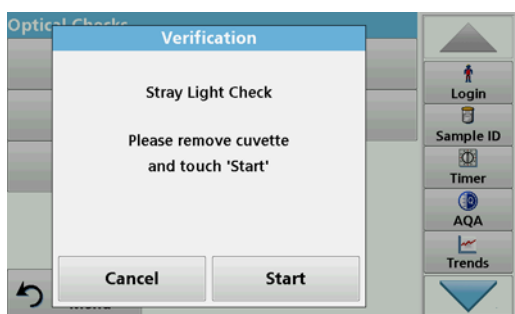 Optical Checks
Verification
Stray Light Check
Please remove cuvette
and touch 'Start'
Cancel
Start
Menu
Login
Sample ID
Timer
AQA
Trends